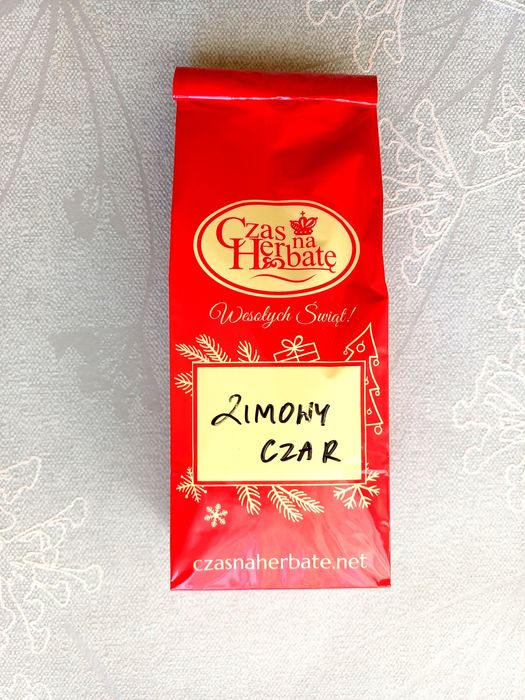 Czas
na
Herbatę
Wesołych Świąt!
ZIMOWY
CZAR
czasnaherbate.net